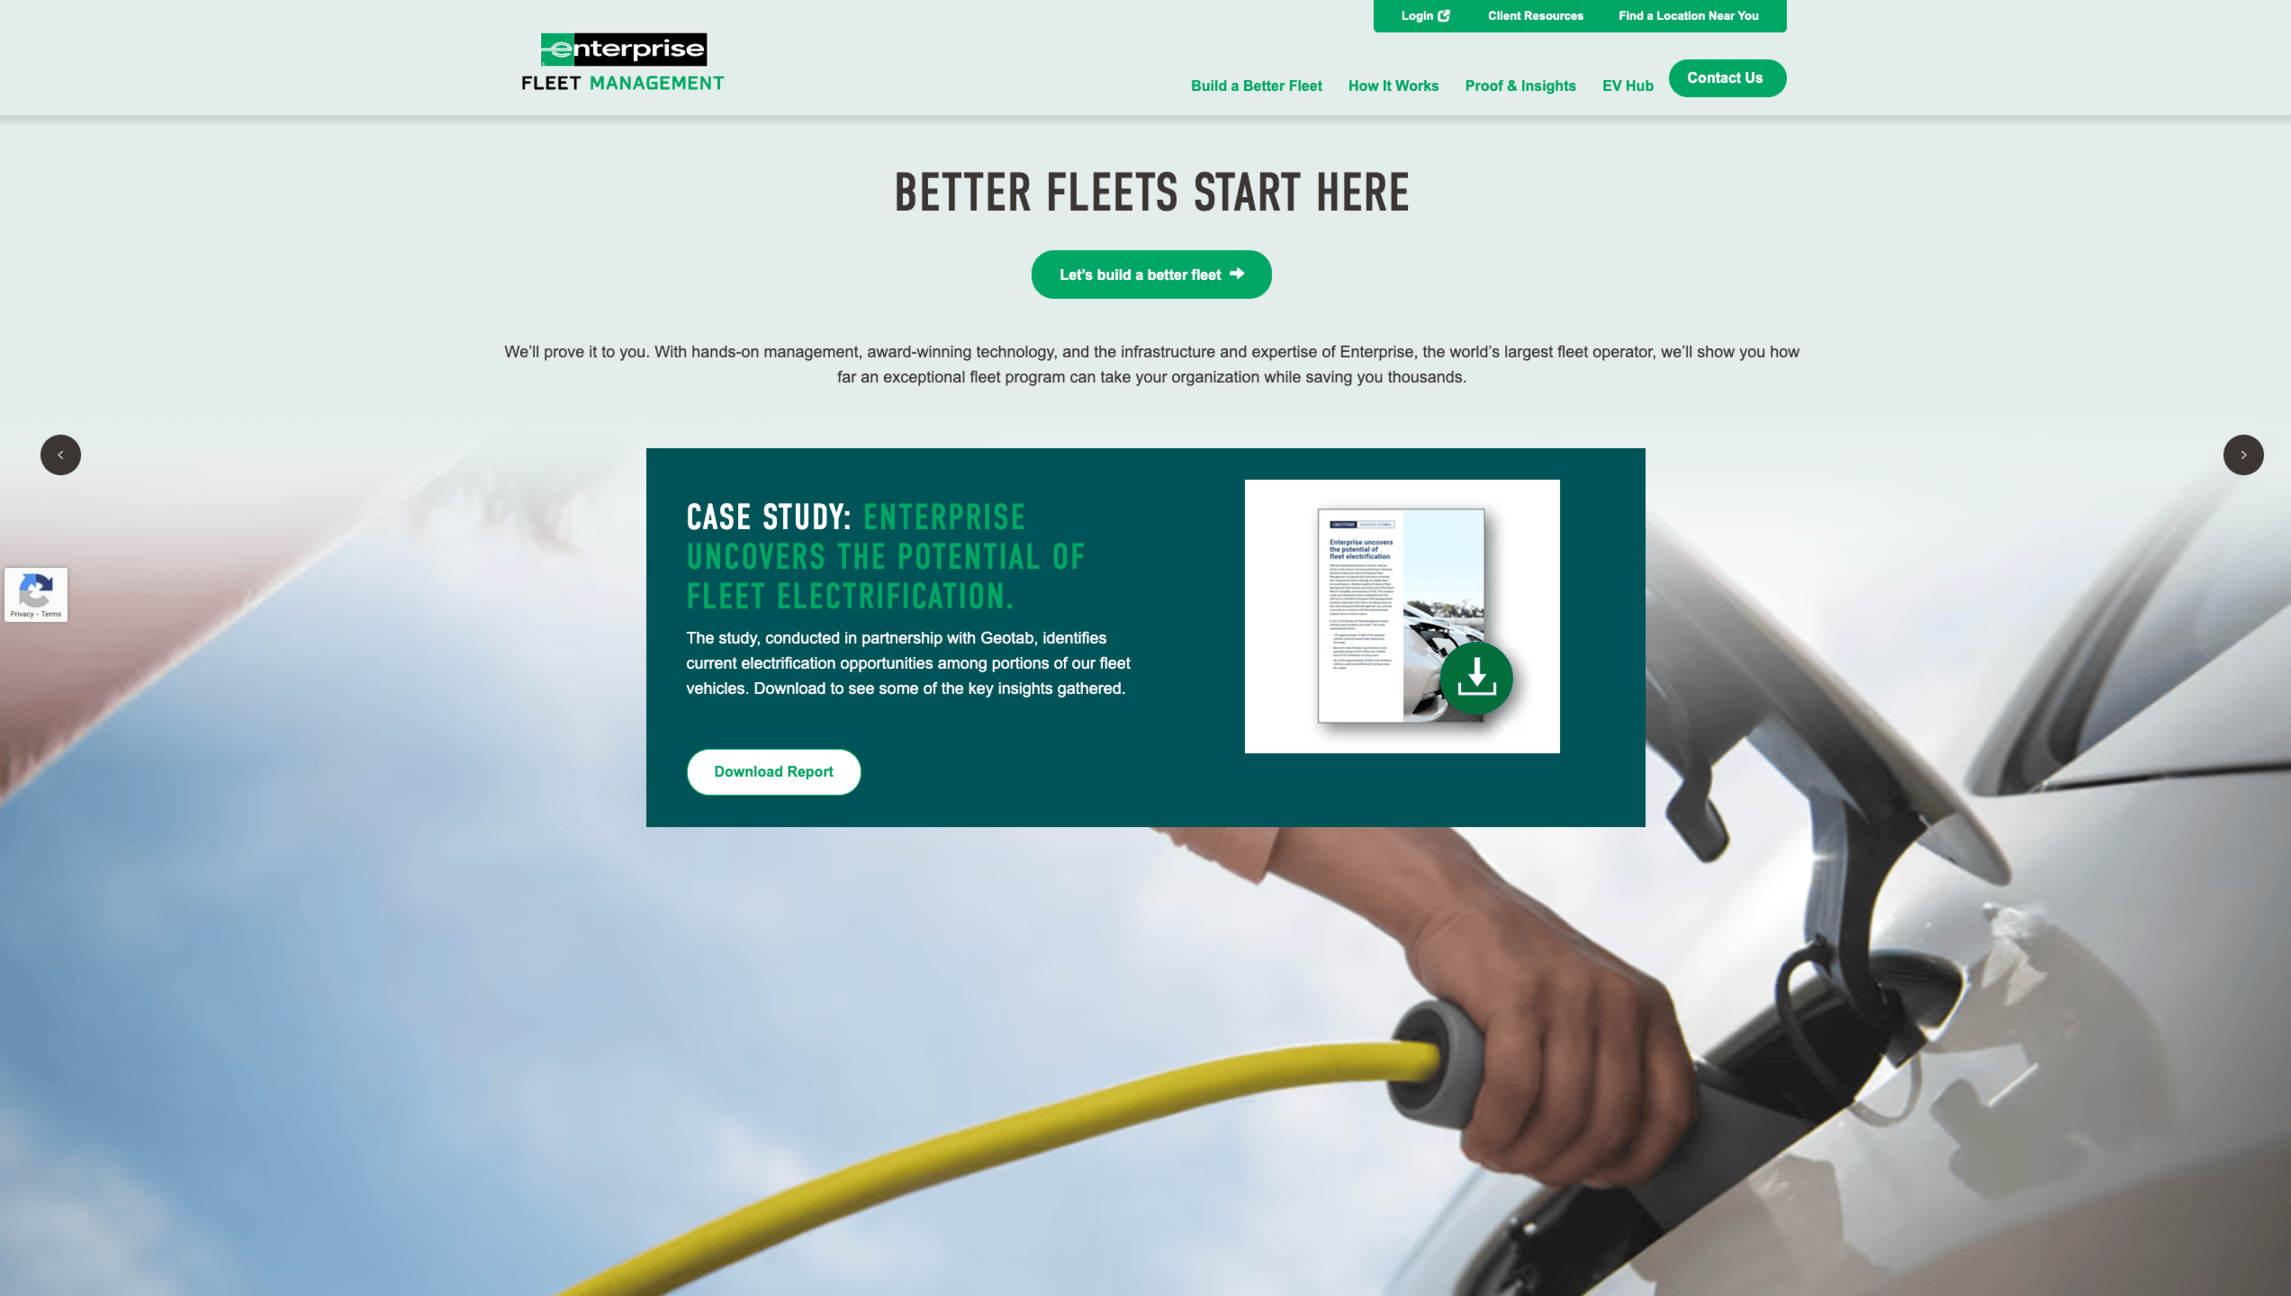 Login
Client Resources
Find a Location Near You
enterprise
FLEET MANAGEMENT
Build a Better Fleet
How It Works
Proof & Insights
EV Hub
Contact Us
BETTER FLEETS START HERE
Let's build a better fleet
We'll prove it to you. With hands-on management, award-winning technology, and the infrastructure and expertise of Enterprise, the world's largest fleet operator, we'll show you how
far an exceptional fleet program can take your organization while saving you thousands.
CASE STUDY: ENTERPRISE
UNCOVERS THE POTENTIAL OF
FLEET ELECTRIFICATION.
The study, conducted in partnership with Geotab, identifies
current electrification opportunities among portions of our fleet
vehicles. Download to see some of the key insights gathered.
Download Report
GEOTAB
Enterprise uncovers
the potential of
fleet electrification
Privacy - Terms